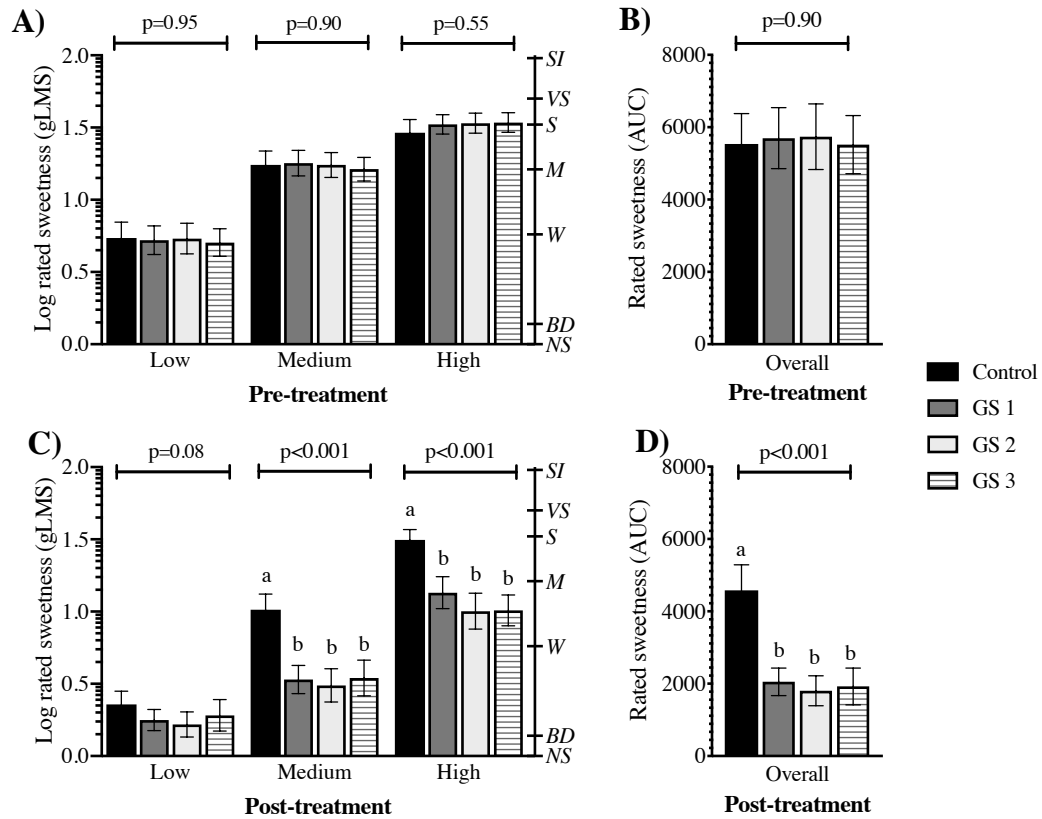 A)
p=0.95
p=0.90
p=0.55
Log rated sweetness (gLMS)
2.0
1.5
1.0
0.5
0.0
SI
VS
S
M
W
BD
NS
Low
Medium
High
Pre-treatment
B)
p=0.90
Rated sweetness (AUC)
8000
6000
4000
2000
0
Overall
Pre-treatment
Control
GS 1
GS 2
GS 3
C)
p=0.08
p<0.001
p<0.001
Log rated sweetness (gLMS)
2.0
1.5
1.0
0.5
0.0
a
b
b
b
a
b
b
b
SI
VS
S
M
W
BD
NS
Low
Medium
High
Post-treatment
D)
p<0.001
Rated sweetness (AUC)
8000
6000
4000
2000
0
a
b
b
b
Overall
Post-treatment